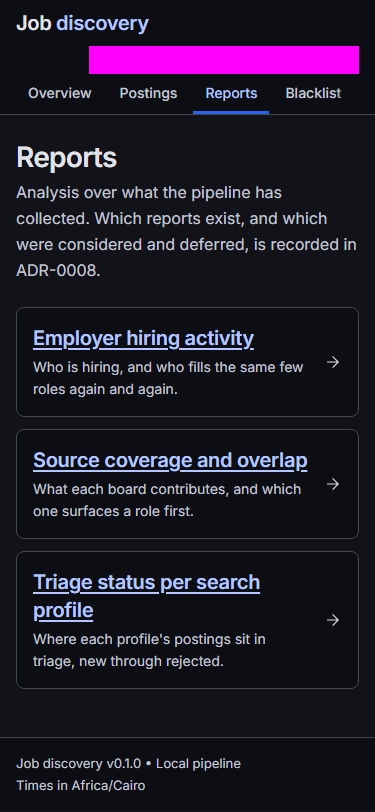 Job discovery
Overview Postings Reports Blacklist
Reports
Analysis over what the pipeline has
collected. Which reports exist, and which
were considered and deferred, is recorded in
ADR-0008.
Employer hiring activity
Who is hiring, and who fills the same few
roles again and again.
Source coverage and overlap
What each board contributes, and which
one surfaces a role first.
Triage status per search
profile
Where each profile's postings sit in
triage, new through rejected.
Job discovery v0.1.0 • Local pipeline
Times in Africa/Cairo